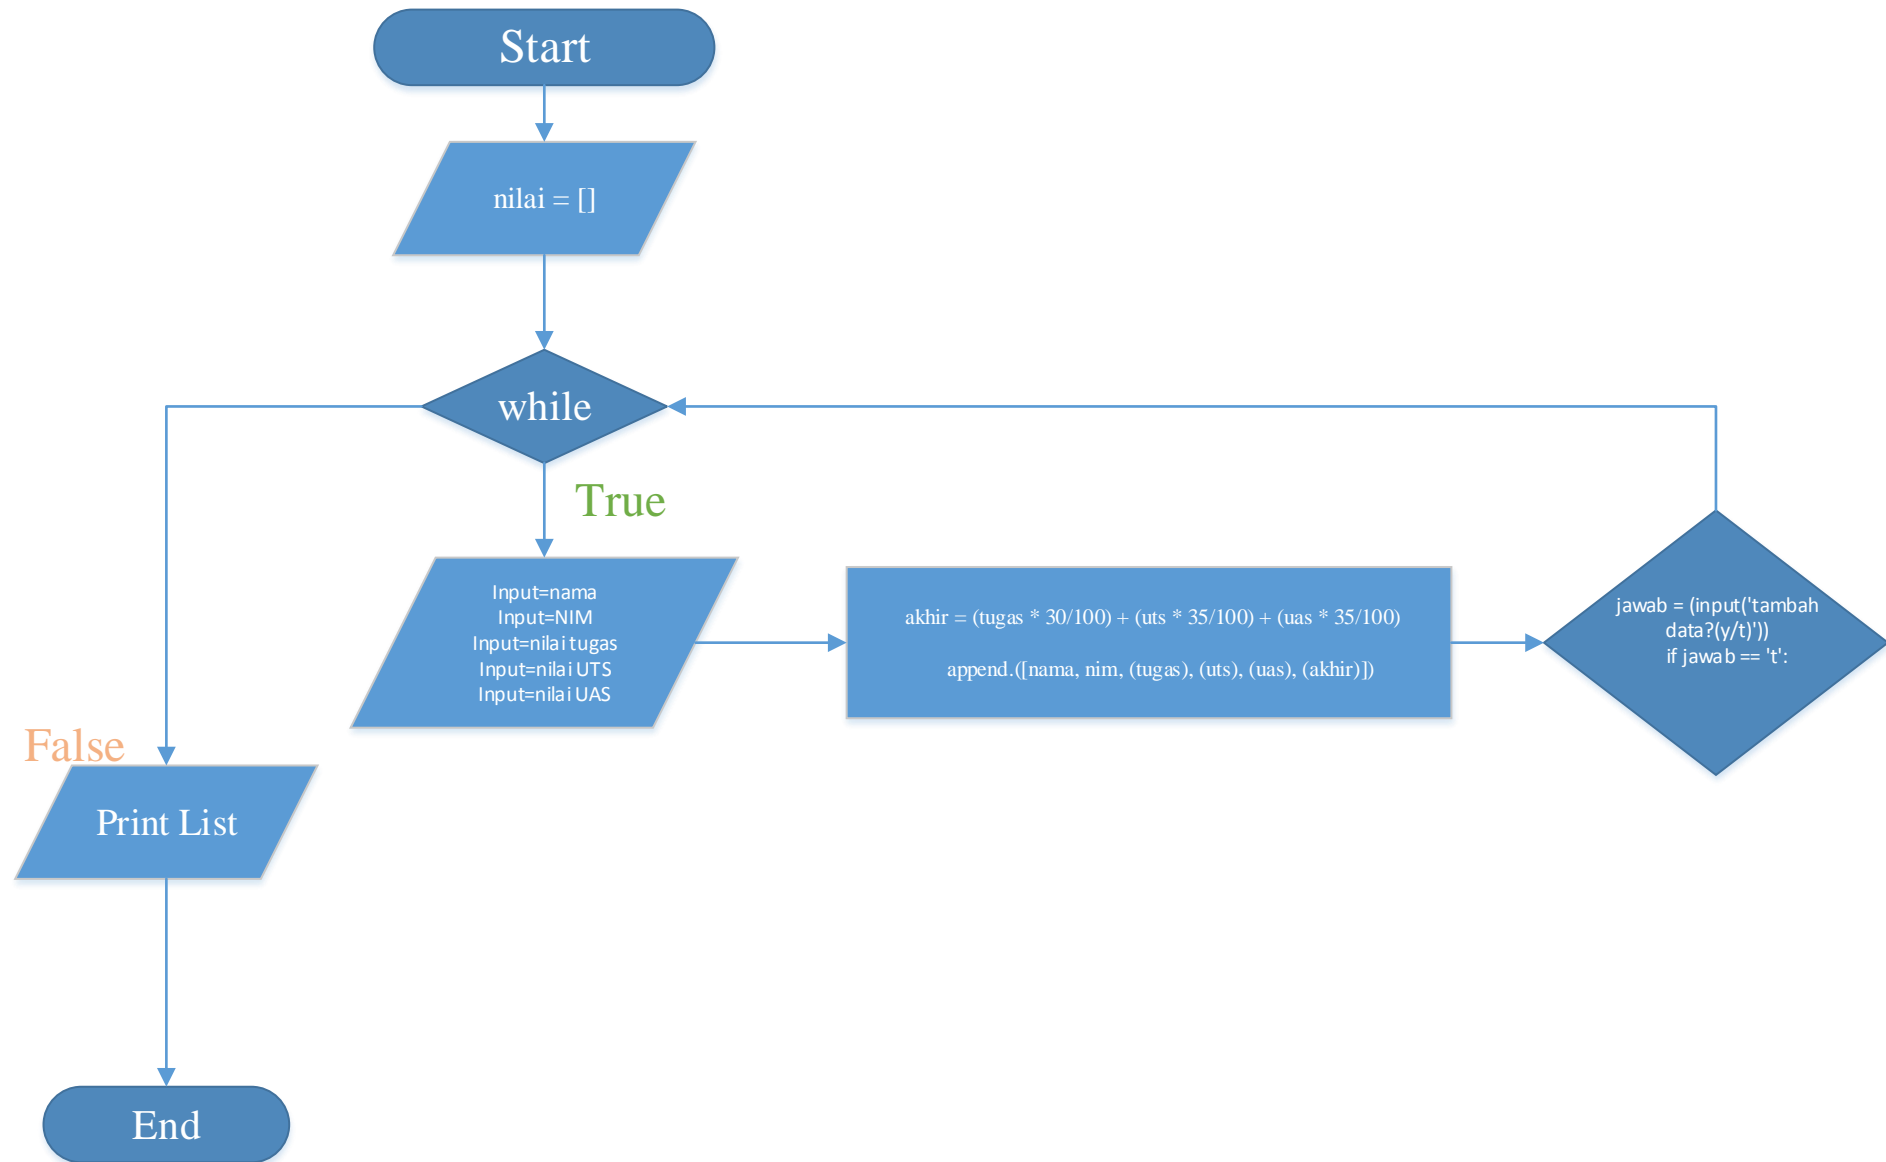 Start
nilai = []
while
True
Input=nama
Input=NIM
Input=nilai tugas
Input=nilai UTS
Input=nilai UAS
akhir = (tugas * 30/100) + (uts * 35/100) + (uas * 35/100)
append.([nama, nim, (tugas), (uts), (uas), (akhir)])
jawab = (input('tambah
data?(y/t)'))
if jawab == 't':
False
Print List
End